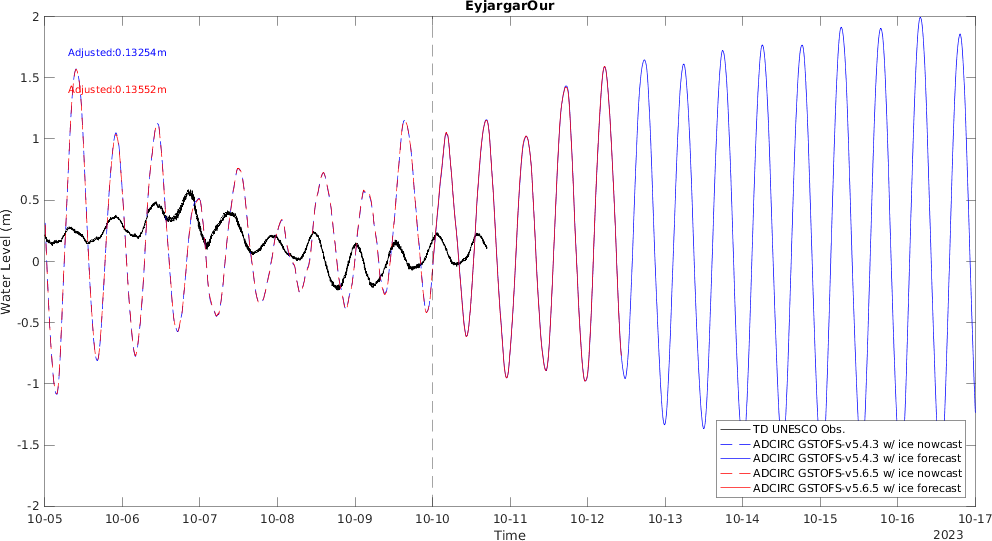 EyjargarOur
Adjusted:0.13254m
Adjusted:0.13552m
Water Level (m)
2
1.5
1
0.5
0
-0.5
-1
-1.5
-2
10-05 10-06 10-07 10-08 10-09 10-10 10-11 10-12 10-13 10-14 10-15 10-16 10-17
Time
2023
TD UNESCO Obs.
ADCIRC GSTOFS-v5.4.3 w/ ice nowcast
ADCIRC GSTOFS-v5.4.3 w/ ice forecast
ADCIRC GSTOFS-v5.6.5 w/ ice nowcast
ADCIRC GSTOFS-v5.6.5 w/ ice forecast